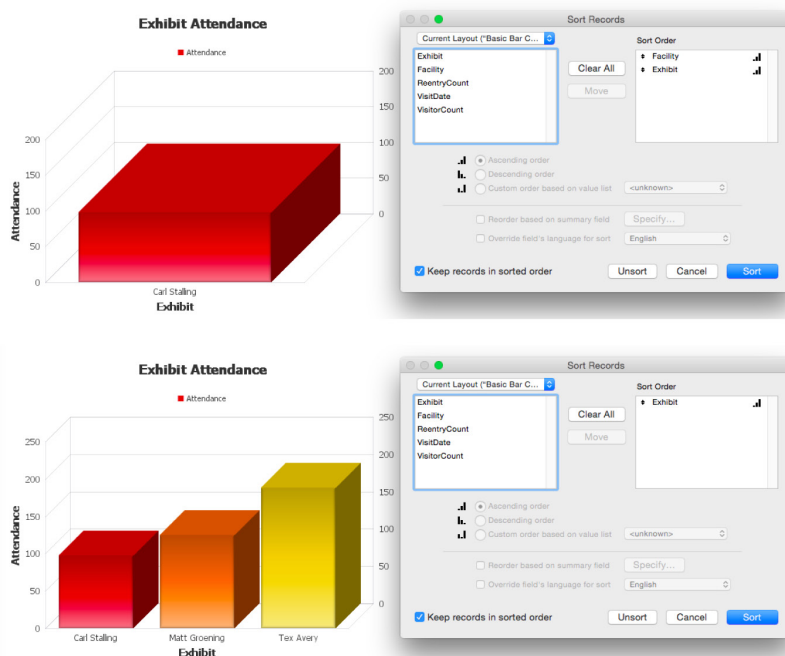 Exhibit Attendance
Attendance
200
150
100
50
0
200
150
100
50
0
Attendance
Carl Stalling
Exhibit
Sort Records
Current Layout ("Basic Bar C...
Sort Order
Exhibit
Facility
ReentryCount
VisitDate
VisitorCount
Clear All
Move
Facility
Exhibit
Ascending order
Descending order
Custom order based on value list
<unknown>
Reorder based on summary field
Specify...
Override field's language for sort
English
Keep records in sorted order
Unsort
Cancel
Sort
Exhibit Attendance
Attendance
250
200
150
100
50
0
250
200
150
100
50
0
Attendance
Carl Stalling
Matt Groening
Tex Avery
Exhibit
Sort Records
Current Layout ("Basic Bar C...
Sort Order
Exhibit
Facility
ReentryCount
VisitDate
VisitorCount
Clear All
Move
Exhibit
Ascending order
Descending order
Custom order based on value list
<unknown>
Reorder based on summary field
Specify...
Override field's language for sort
English
Keep records in sorted order
Unsort
Cancel
Sort